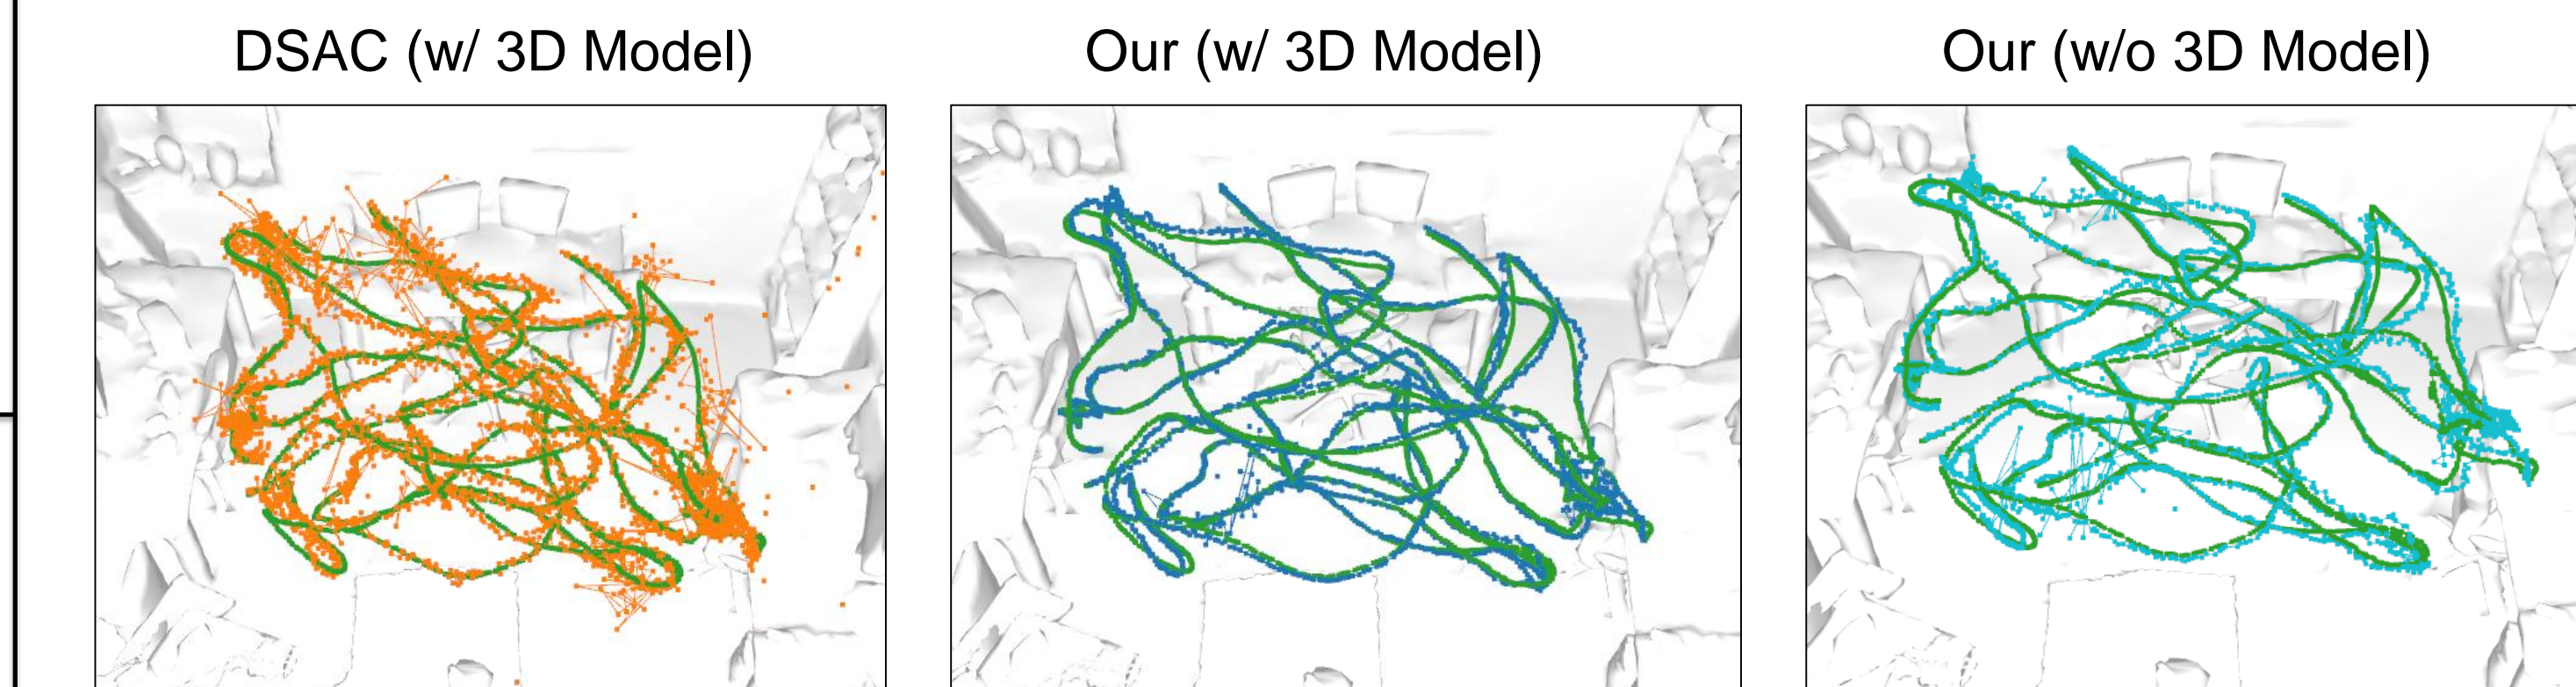 DSAC (w/ 3D Model)
Our (w/ 3D Model)
Our (w/o 3D Model)